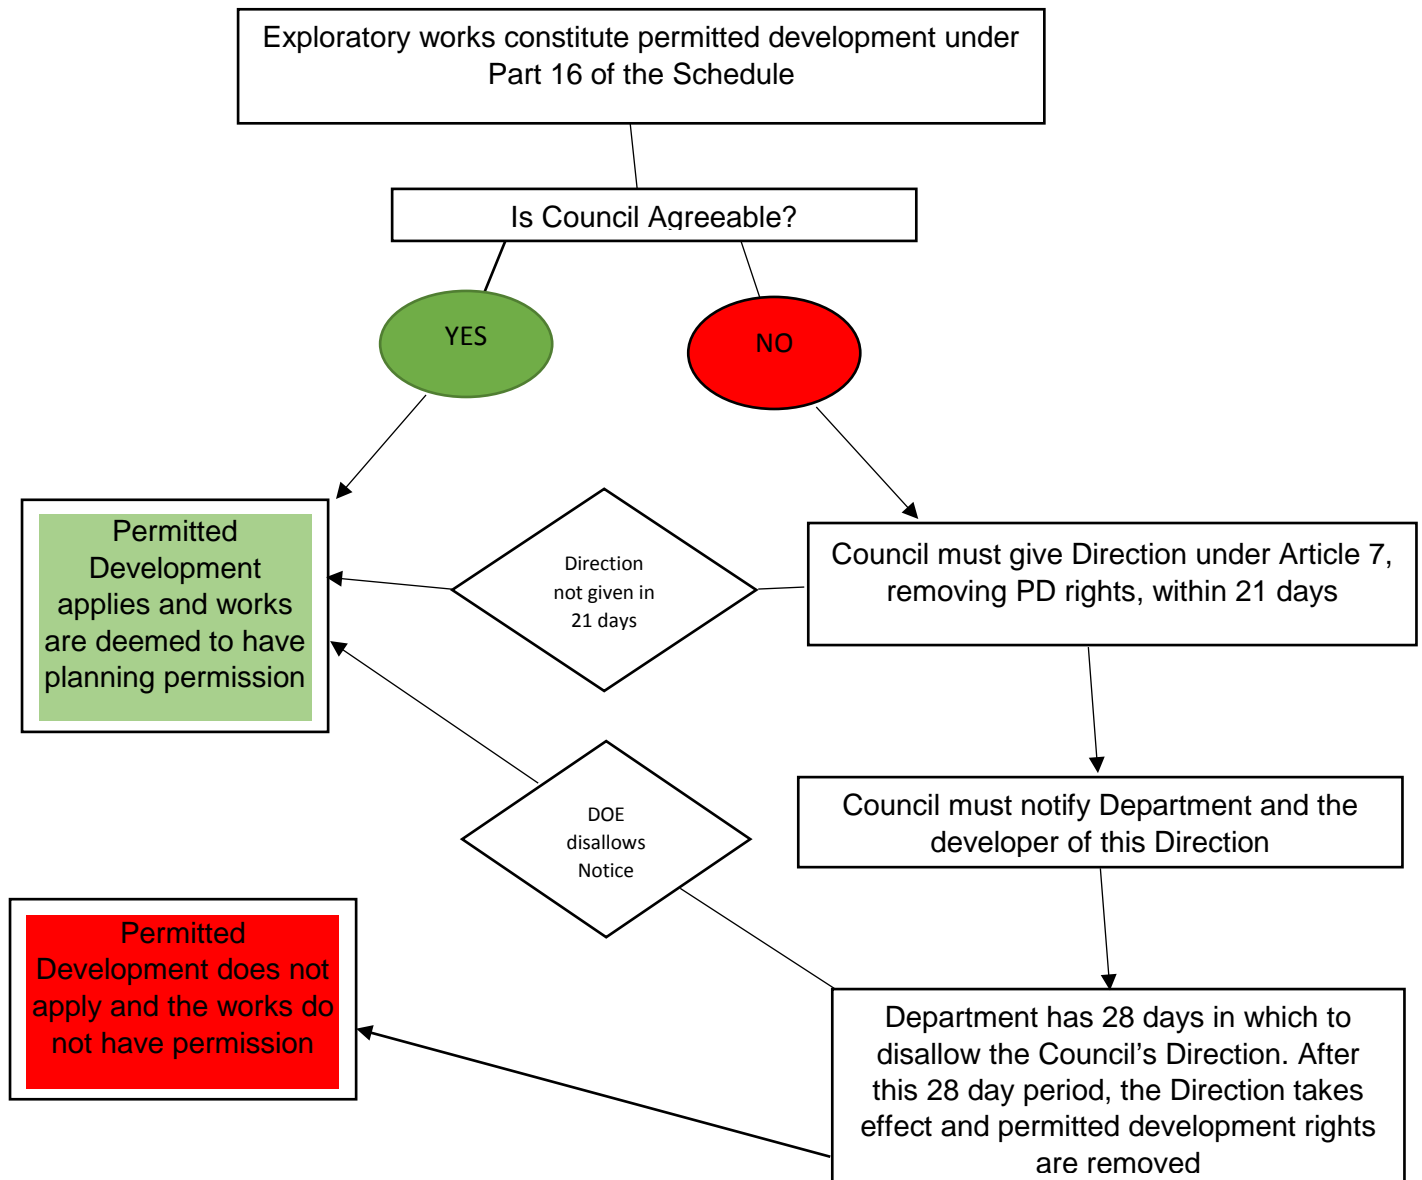 Exploratory works constitute permitted development under
Part 16 of the Schedule
Is Council Agreeable?
YES
NO
Permitted
Development
applies and works
are deemed to have
planning permission
Direction
not given in
21 days
Council must give Direction under Article 7,
removing PD rights, within 21 days
DOE
disallows
Notice
Council must notify Department and the
developer of this Direction
Permitted
Development does not
apply and the works do
not have permission
Department has 28 days in which to
disallow the Council’s Direction. After
this 28 day period, the Direction takes
effect and permitted development rights
are removed